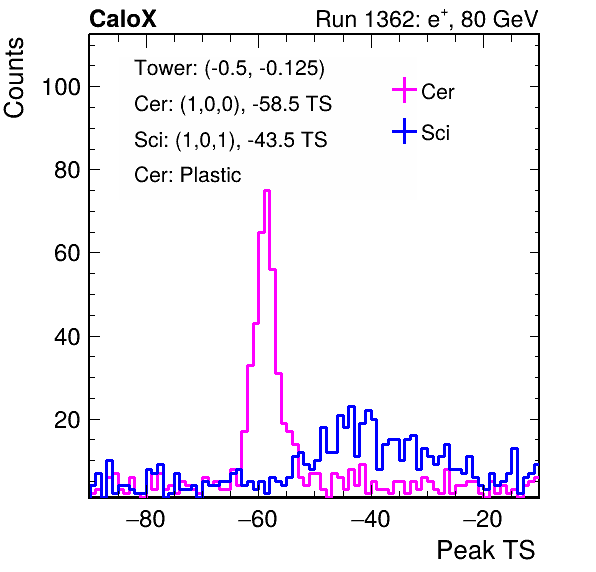 CaloX Run 1362: e⁺, 80 GeV
Tower: (-0.5, -0.125)
Cer: (1,0,0), -58.5 TS
Sci: (1,0,1), -43.5 TS
Cer: Plastic
Cer
Sci
Counts
100
80
60
40
20
−80 −60 −40 −20
Peak TS